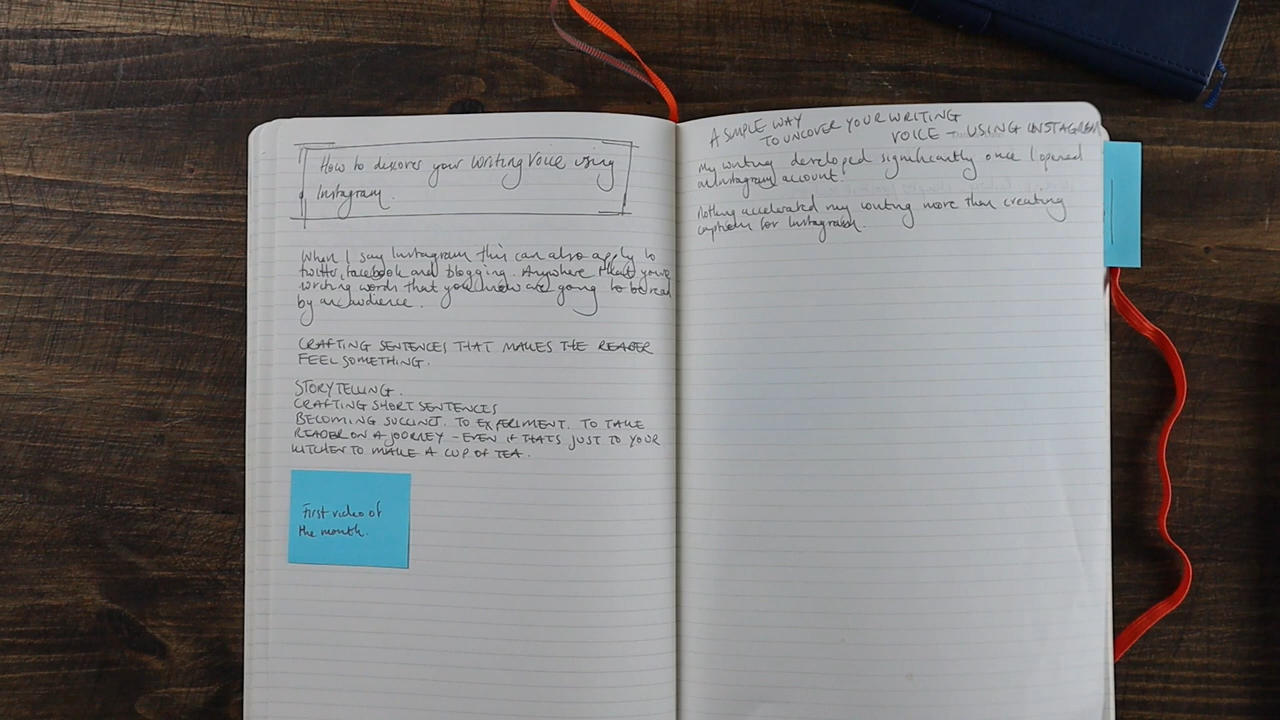 How to discover your Writing Voice using
Instagram.
When I say Instagram this can also apply to
twitter, facebook and blogging. Anywhere that you're
writing words that you know are going to be read
by an audience.
CRAFTING SENTENCES THAT MAKES THE READER
FEEL SOMETHING.
STORYTELLING.
CRAFTING SHORT SENTENCES
BECOMING SUCCINCT. TO EXPERIMENT. TO TAKE
READER ON A JOURNEY - EVEN IF THATS JUST TO YOUR
KITCHEN TO MAKE A CUP OF TEA.
First video of
the month.
A SIMPLE WAY
TO UNCOVER YOUR WRITING
VOICE - USING INSTAGRAM
My writing developed significantly once I opened
an Instagram account.
Nothing accelerated my writing more than creating
captions for Instagram.